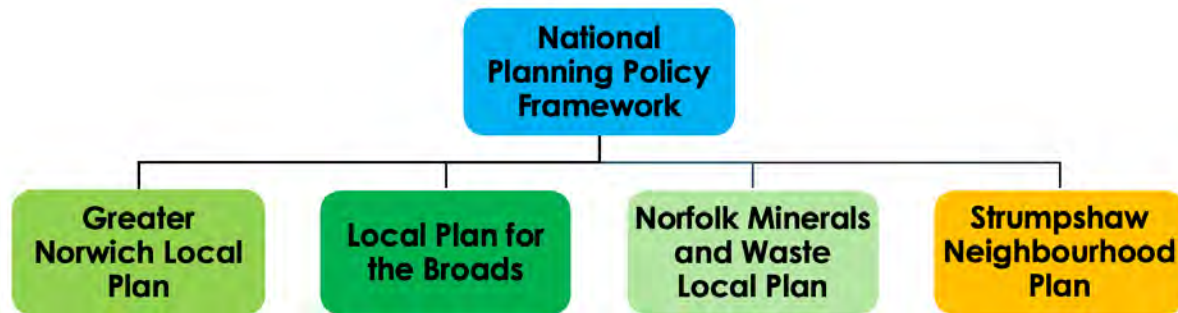 National
Planning Policy
Framework
Greater
Norwich Local
Plan
Local Plan for
the Broads
Norfolk Minerals
and Waste
Local Plan
Strumpshaw
Neighbourhood
Plan